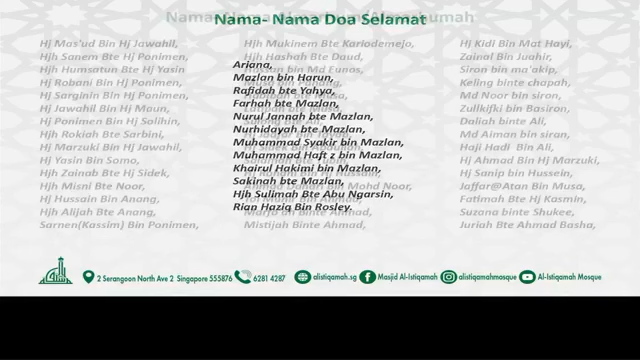 Nama- Nama Doa Selamat
Hj Mas'ud Bin Hj Jawahil,
Hjh Sanem Bte Hj Ponimen,
Hjh Humsatun Bte Hj Yasin
Hj Robani Bin Hj Ponimen,
Hj Sarginin Bin Hj Ponimen,
Hj Jawahil Bin Hj Maun,
Hj Ponimen Bin Hj Salihin,
Hjh Rokiah Bte Sarbini,
Hj Marzuki Bin Hj Jawahil,
Hj Yasin Bin Somo,
Hjh Zainab Bte Hj Sidek,
Hjh Misni Bte Noor,
Hj Hussain Bin Anang,
Hjh Alijah Bte Anang,
Sarnen(Kassim) Bin Ponimen,
Hjh Mukinem Bte Kariodemejo,
Hjh Hashah Bte Daud,
Ariana,
Mazlan bin Harun,
Rafidah bte Yahya,
Farhah bte Mazlan,
Nurul Jannah bte Mazlan,
Nurhidayah bte Mazlan,
Muhammad Syakir bin Mazlan,
Muhammad Hafiz bin Mazlan,
Khairul Hakimi bin Mazlan,
Sakinah bte Mazlan,
Hjh Sulimah Bte Abu Ngarsin,
Rian Haziq Bin Rosley.
Mistijah Binte Ahmad,
Hj Kidi Bin Mat Hayi,
Zainal Bin Juahir,
Siron bin ma'akip,
Keling binte chapah,
Md Noor bin siran,
Zullkifki bin Basiron,
Daliah binte Ali,
Md Aiman bin siran,
Haji Hadi Bin Ali,
Hj Ahmad Bin Hj Marzuki,
Hj Sanip bin Hussein,
Jaffar@Atan Bin Musa,
Fatimah Bte Hj Kasmin,
Suzana binte Shukee,
Juriah Bte Ahmad Basha,
2 Serangoon North Ave 2 Singapore 555876 6281 4287 alistiqamah.sg Masjid Al-Istiqamah alistiqamahmosque Al-Istiqamah Mosque